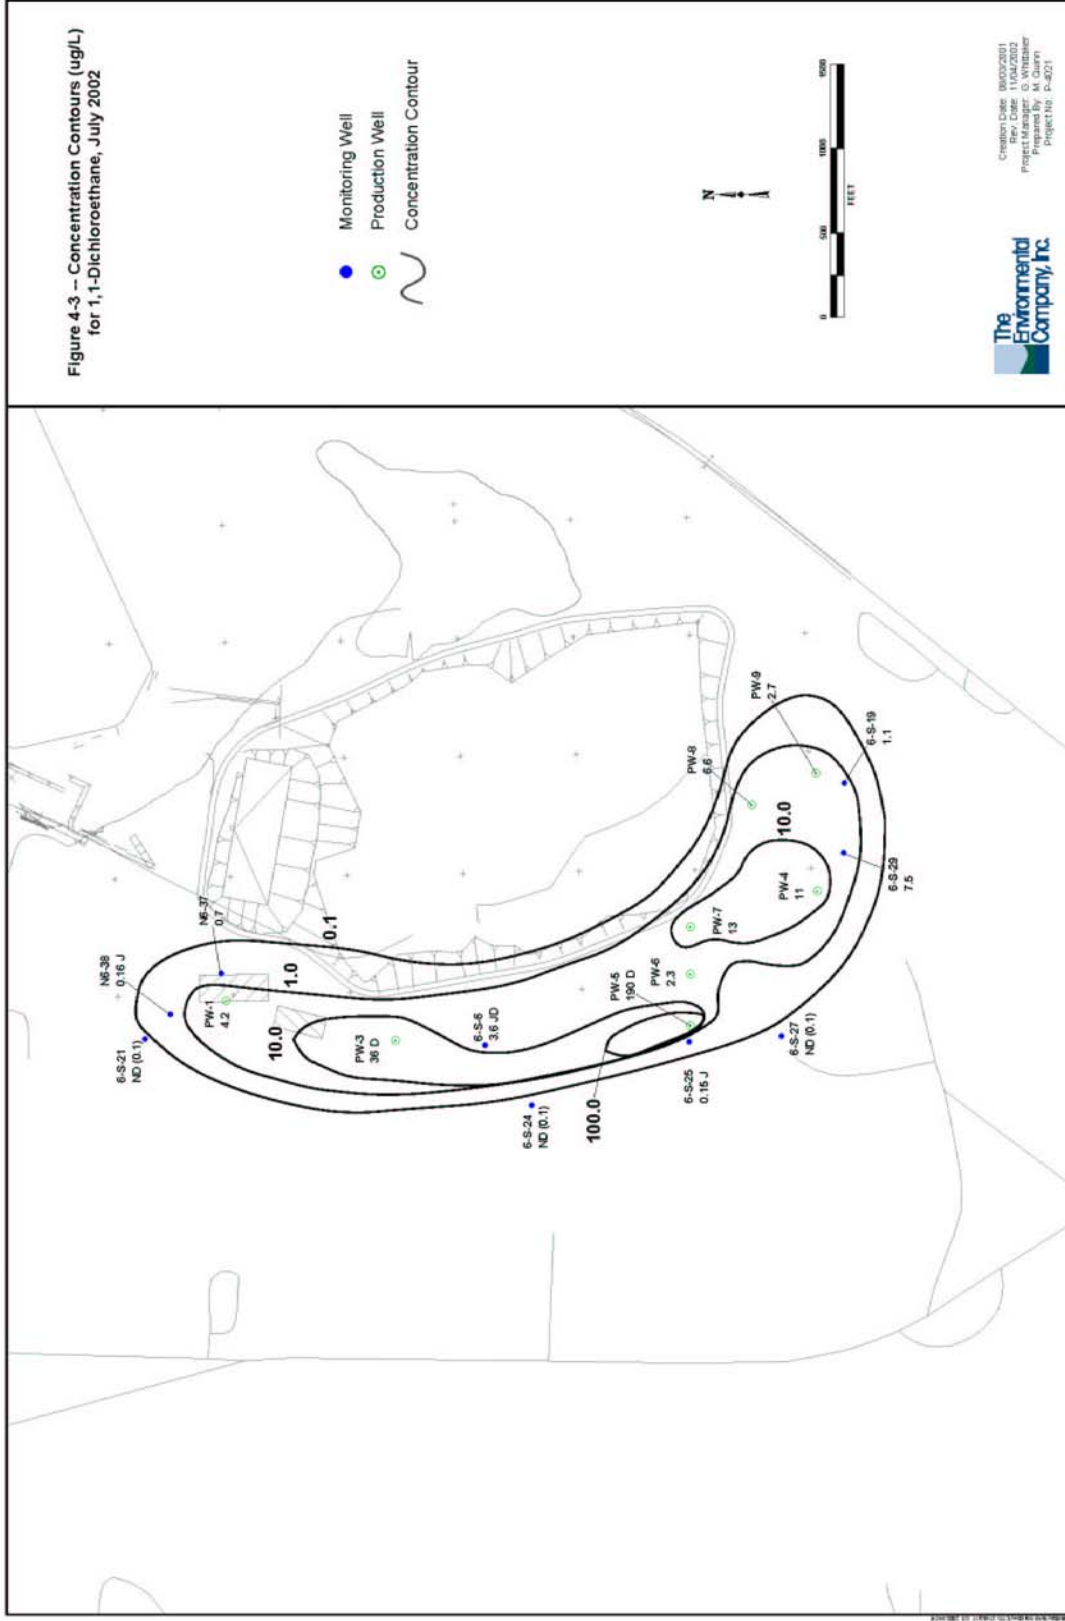 Figure 4-3 -- Concentration Contours (ug/L)
for 1,1-Dichloroethane, July 2002
Monitoring Well
Production Well
Concentration Contour
N
0
500
1000
1500
FEET
The
Environmental
Company, Inc.
Creation Date: 08/03/2001
Rev. Date: 11/04/2002
Project Manager: G. Whittaker
Prepared By: M. Quinn
Project No.: P-4021
6-S-21
ND (0.1)
N6-38
0.16 J
N6-37
0.7
PW-1
4.2
1.0
0.1
10.0
PW-3
36 D
6-S-6
3.6 JD
6-S-24
ND (0.1)
100.0
PW-5
190 D
PW-6
2.3
PW-7
13
6-S-25
0.15 J
6-S-27
ND (0.1)
PW-8
6.6
PW-9
2.7
10.0
PW-4
11
6-S-19
1.1
6-S-29
7.5